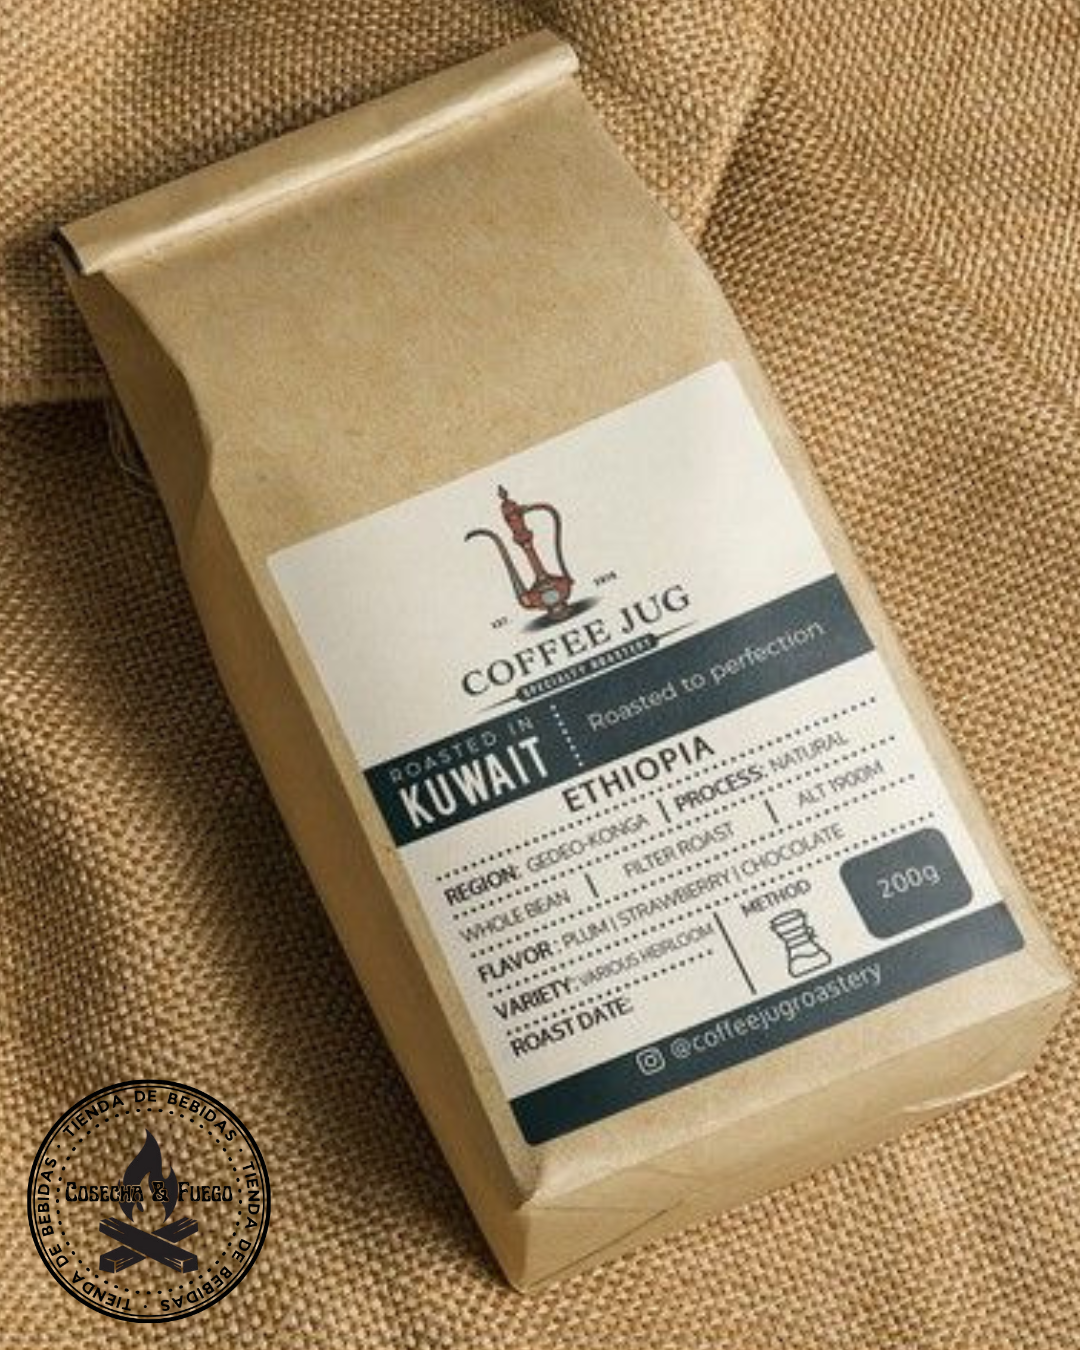 EST
2016
COFFEE JUG
SPECIALTY ROASTERY
ROASTED IN
KUWAIT
Roasted to perfection
ETHIOPIA
REGION: GEDEO-KONGA | PROCESS: NATURAL
WHOLE BEAN | FILTER ROAST | ALT 1900M
FLAVOR : PLUM | STRAWBERRY | CHOCOLATE
VARIETY: VARIOUS HEIRLOOM
ROAST DATE:
METHOD
200g
@coffeejugroastery
TIENDA DE BEBIDAS · TIENDA DE BEBIDAS · TIENDA DE BEBIDAS ·
COSECHA & FUEGO